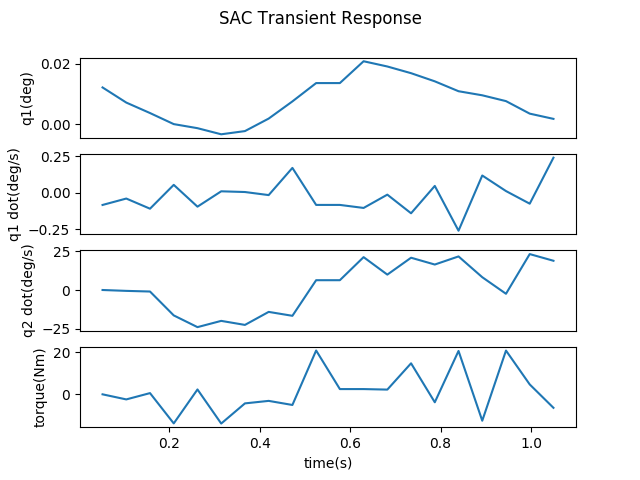 SAC Transient Response
0.02
0.00
q1(deg)
0.25
0.00
−0.25
q1 dot(deg/s)
25
0
−25
q2 dot(deg/s)
20
0
torque(Nm)
0.2 0.4 0.6 0.8 1.0
time(s)